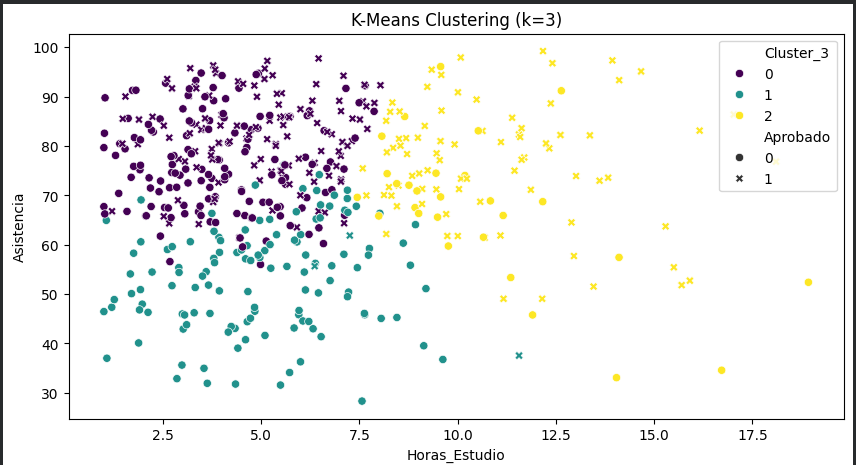 K-Means Clustering (k=3)
Cluster_3
0
1
2
Aprobado
0
1
100
90
80
70
60
50
40
30
Asistencia
2.5 5.0 7.5 10.0 12.5 15.0 17.5
Horas_Estudio